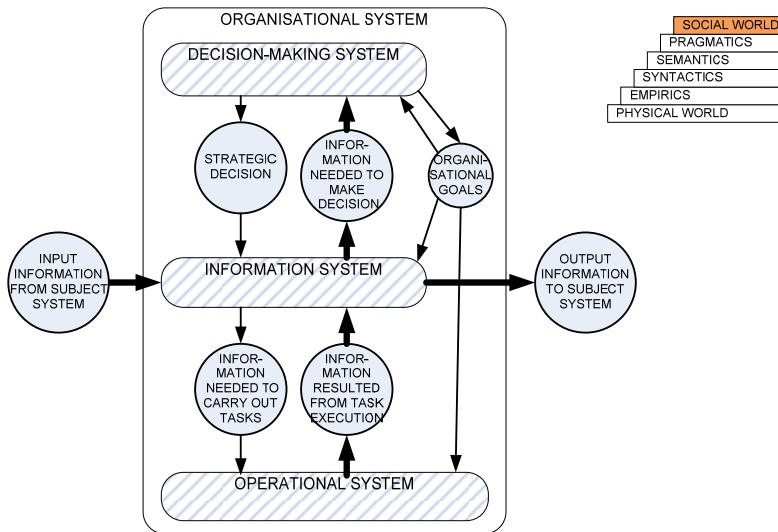 ORGANISATIONAL SYSTEM
DECISION-MAKING SYSTEM
STRATEGIC
DECISION
INFOR-
MATION
NEEDED TO
MAKE
DECISION
ORGANI-
SATIONAL
GOALS
INPUT
INFORMATION
FROM SUBJECT
SYSTEM
INFORMATION SYSTEM
OUTPUT
INFORMATION
TO SUBJECT
SYSTEM
INFOR-
MATION
NEEDED TO
CARRY OUT
TASKS
INFOR-
MATION
RESULTED
FROM TASK
EXECUTION
OPERATIONAL SYSTEM
SOCIAL WORLD
PRAGMATICS
SEMANTICS
SYNTACTICS
EMPIRICS
PHYSICAL WORLD